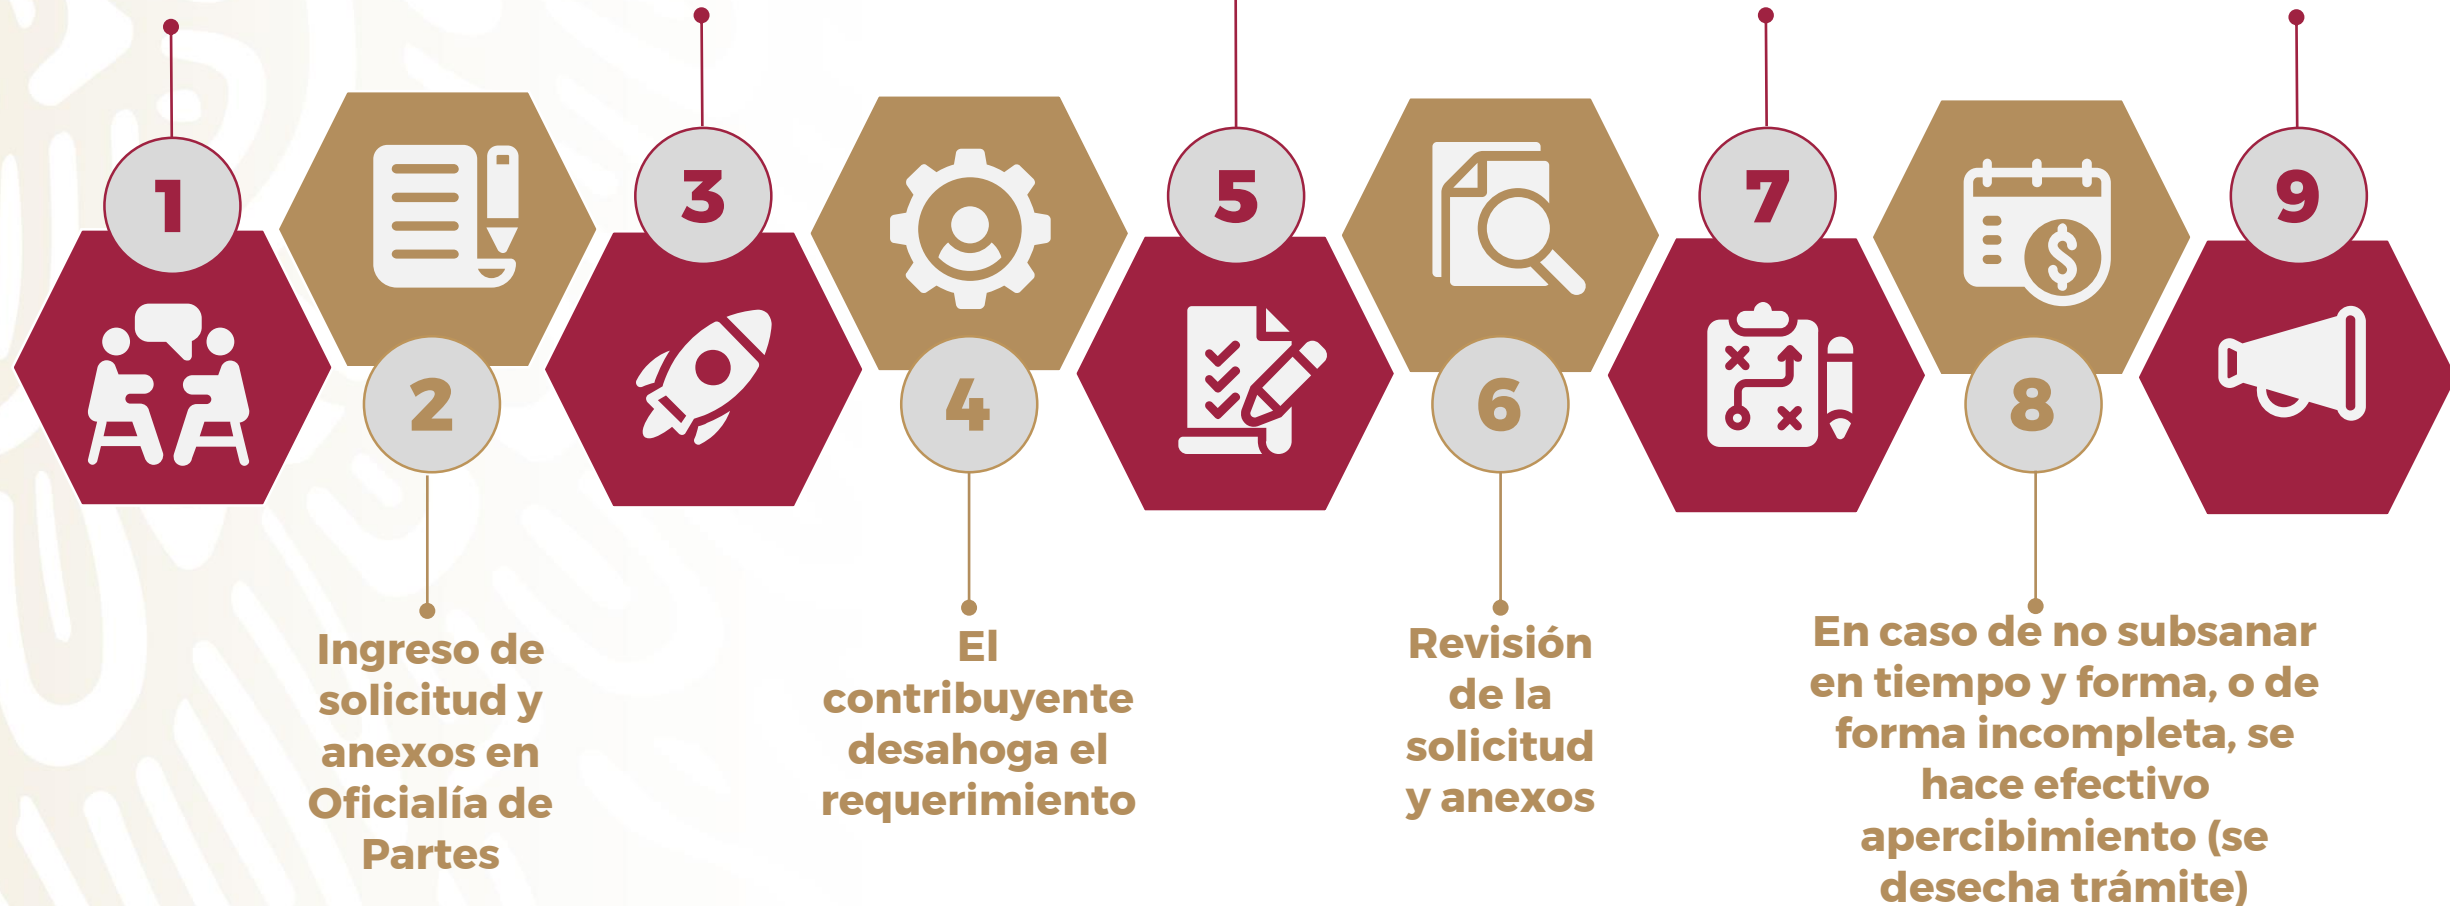 1
2
3
4
5
6
7
8
9
Ingreso de
solicitud y
anexos en
Oficialía de
Partes
El
contribuyente
desahoga el
requerimiento
Revisión
de la
solicitud
y anexos
En caso de no subsanar
en tiempo y forma, o de
forma incompleta, se
hace efectivo
apercibimiento (se
desecha trámite)